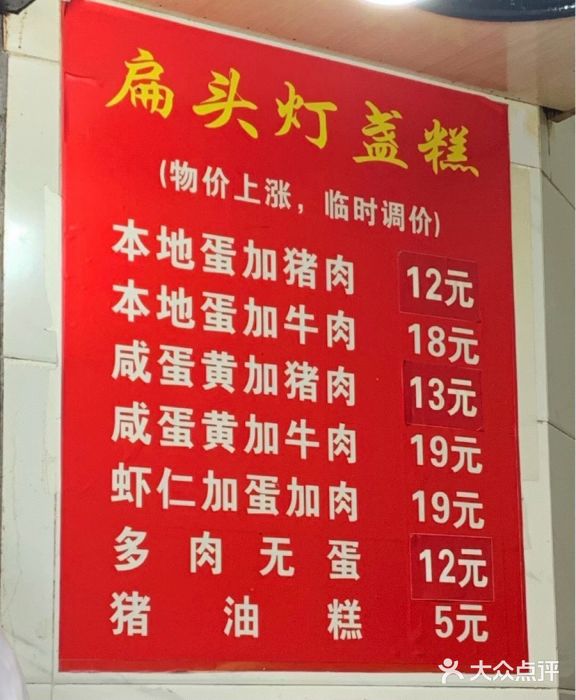 扁头灯盏糕
(物价上涨，临时调价)
本地蛋加猪肉 12元
本地蛋加牛肉 18元
咸蛋黄加猪肉 13元
咸蛋黄加牛肉 19元
虾仁加蛋加肉 19元
多肉无蛋 12元
猪油糕 5元
大众点评